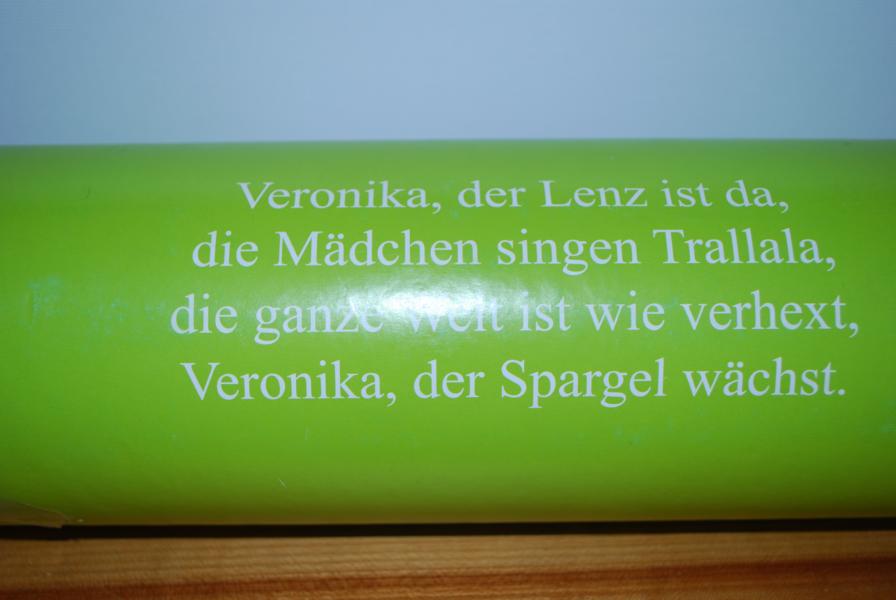 Veronika, der Lenz ist da,
die Mädchen singen Trallala,
die ganze Welt ist wie verhext,
Veronika, der Spargel wächst.